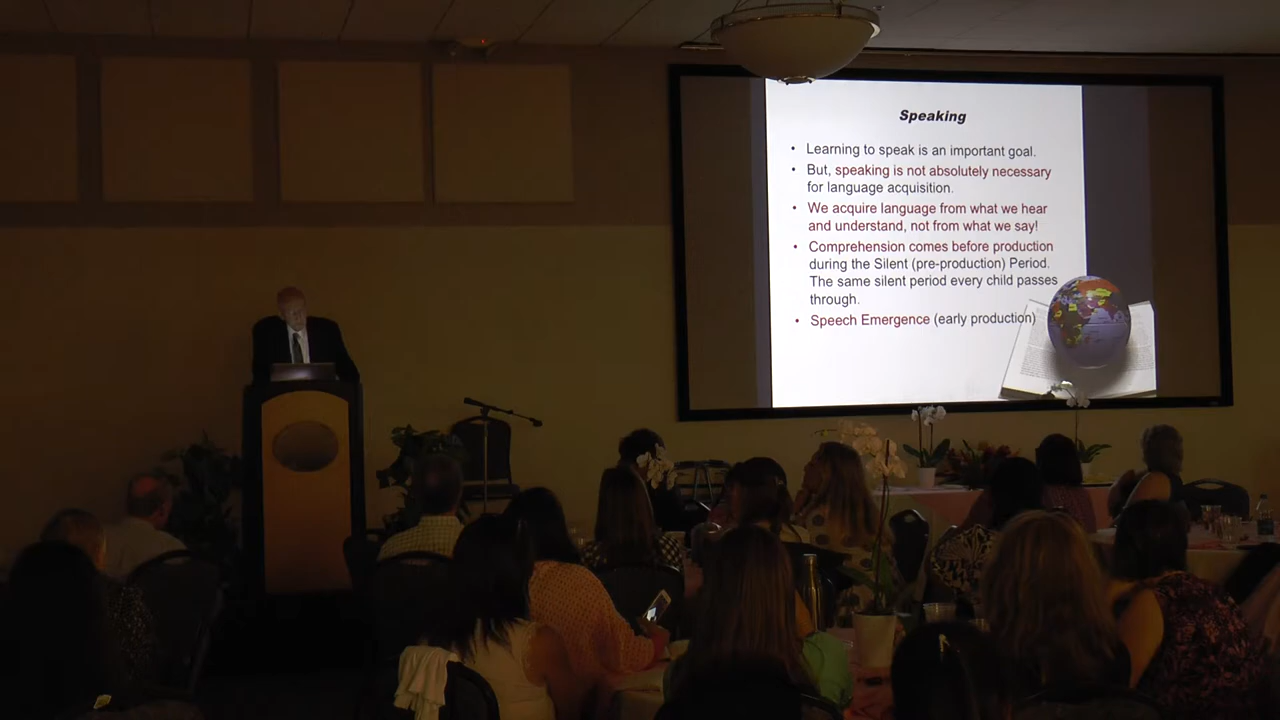 Speaking
• Learning to speak is an important goal.
• But, speaking is not absolutely necessary
for language acquisition.
• We acquire language from what we hear
and understand, not from what we say!
• Comprehension comes before production
during the Silent (pre-production) Period.
The same silent period every child passes
through.
• Speech Emergence (early production)